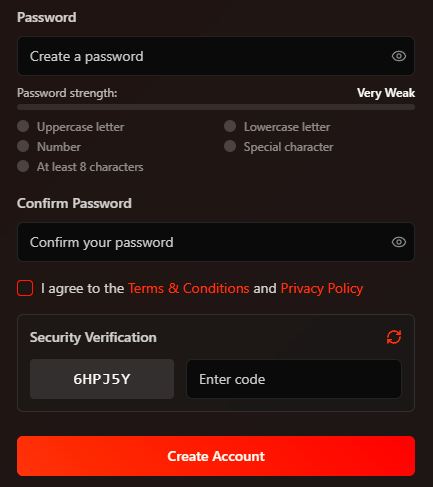 Password
Create a password
Password strength: Very Weak
Uppercase letter Lowercase letter
Number Special character
At least 8 characters
Confirm Password
Confirm your password
I agree to the Terms & Conditions and Privacy Policy
Security Verification
6HPJ5Y Enter code
Create Account